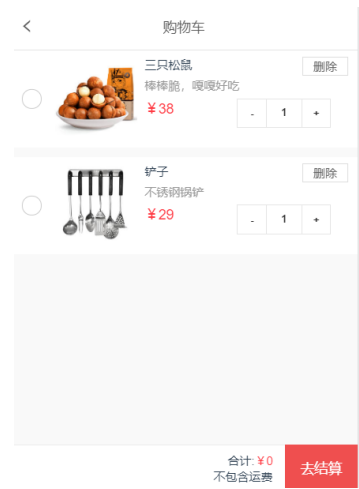 购物车
三只松鼠
删除
棒棒脆，嘎嘎好吃
￥38
- 1 +
铲子
删除
不锈钢锅铲
￥29
- 1 +
合计: ￥0
不包含运费
去结算